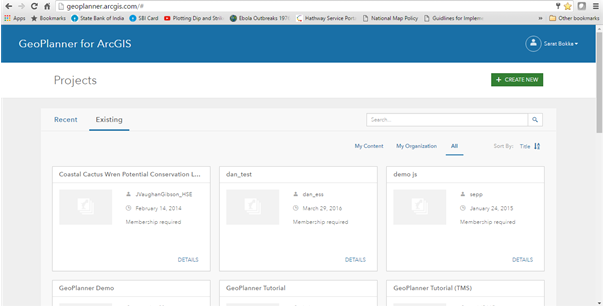 geoplanner.arcgis.com/#
Apps Bookmarks State Bank of India SBI Card Plotting Dip and Strik Ebola Outbreaks 1976 Hathway Service Porta National Map Policy Guidlines for Implem » Other bookmarks
GeoPlanner for ArcGIS
Sarat Bokka
Projects
+ CREATE NEW
Recent Existing Search...
My Content My Organization All Sort By: Title
Coastal Cactus Wren Potential Conservation L... dan_test demo js
JVaughanGibson_HSE dan_ess sepp
February 14, 2014 March 29, 2016 January 24, 2015
Membership required Membership required Membership required
DETAILS DETAILS DETAILS
GeoPlanner Demo GeoPlanner Tutorial GeoPlanner Tutorial (TMS)